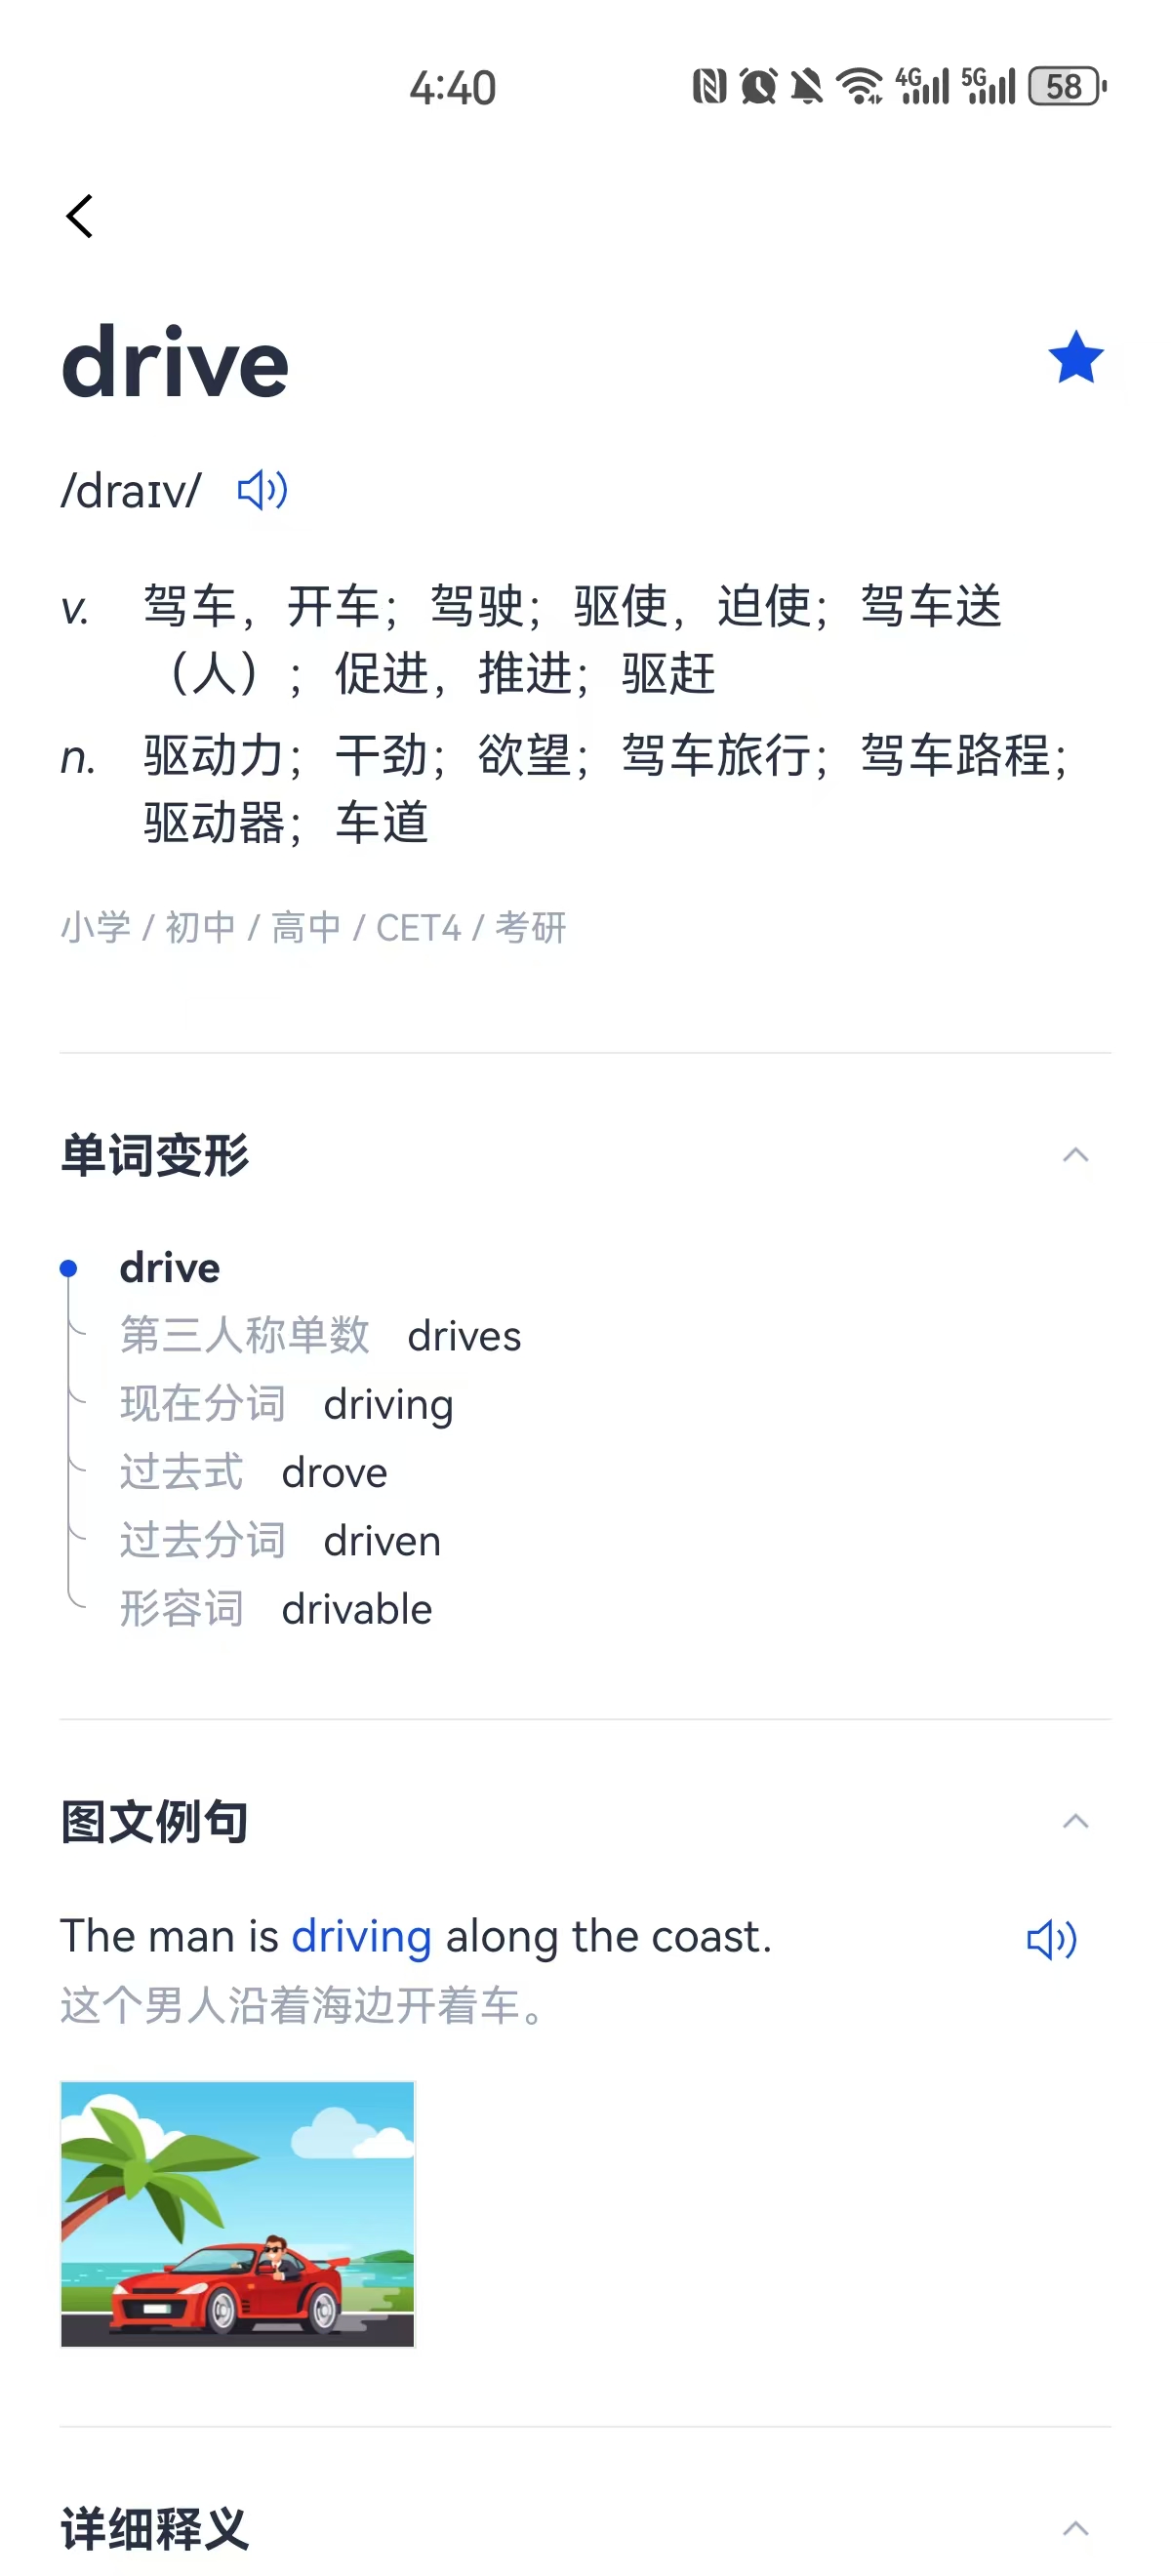 4:40
4G
5G
58
drive
/draɪv/
v. 驾车，开车；驾驶；驱使，迫使；驾车送
（人）；促进，推进；驱赶
n. 驱动力；干劲；欲望；驾车旅行；驾车路程；
驱动器；车道
小学 / 初中 / 高中 / CET4 / 考研
单词变形
drive
第三人称单数 drives
现在分词 driving
过去式 drove
过去分词 driven
形容词 drivable
图文例句
The man is driving along the coast.
这个男人沿着海边开着车。
详细释义